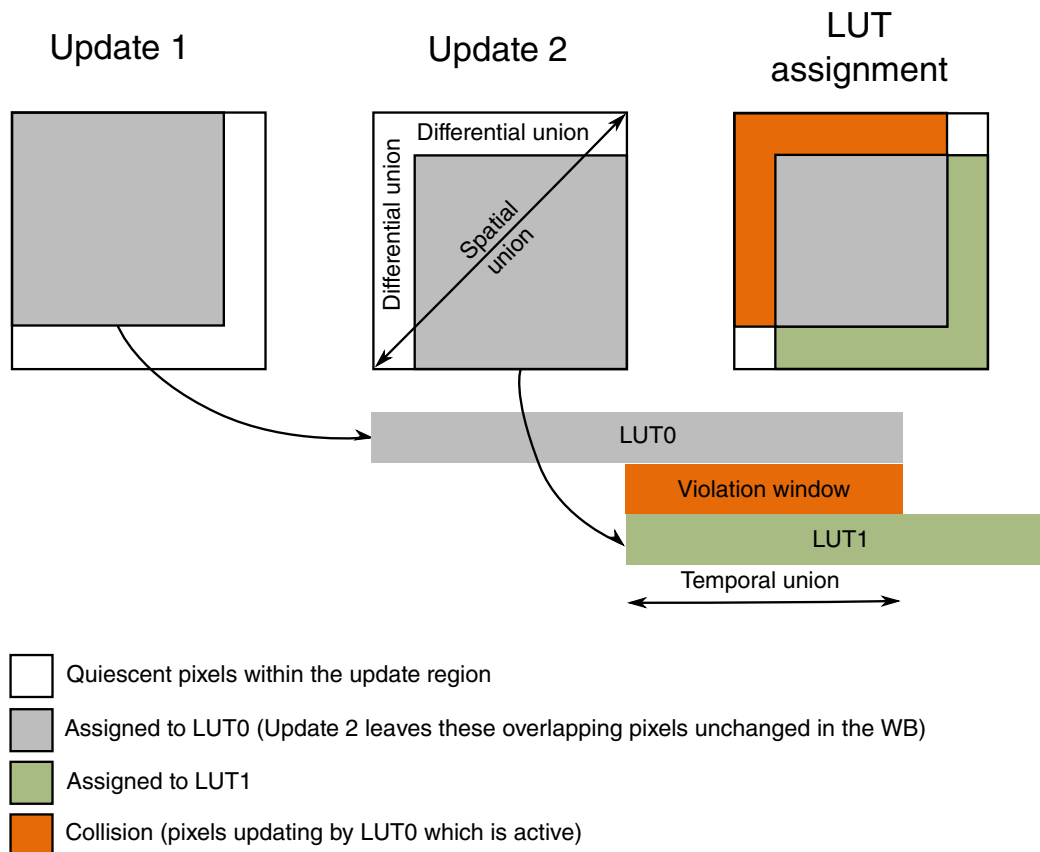 Update 1
Update 2
LUT
assignment
Differential union
Differential union
Spatial
union
LUT0
Violation window
LUT1
Temporal union
Quiescent pixels within the update region
Assigned to LUT0 (Update 2 leaves these overlapping pixels unchanged in the WB)
Assigned to LUT1
Collision (pixels updating by LUT0 which is active)